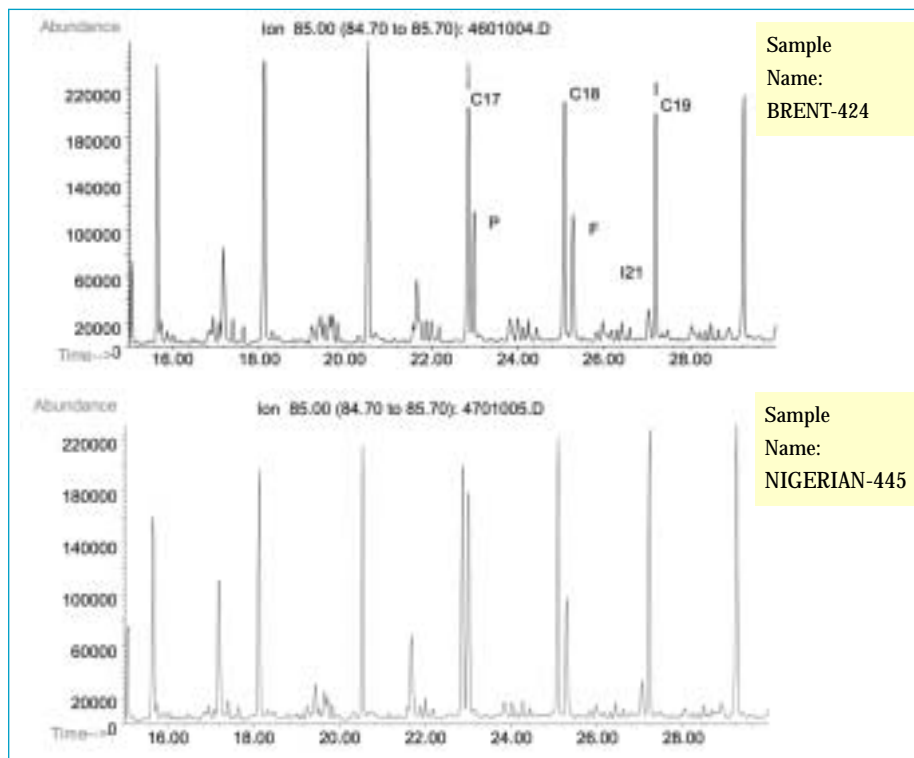 Abundance
Ion 85.00 (84.70 to 85.70): 4601004.D
Sample
Name:
BRENT-424
220000
180000
140000
100000
60000
20000
0
C17
C18
C19
P
F
I21
Time-->
16.00 18.00 20.00 22.00 24.00 26.00 28.00
Abundance
Ion 85.00 (84.70 to 85.70): 4701005.D
Sample
Name:
NIGERIAN-445
220000
180000
140000
100000
60000
20000
0
Time-->
16.00 18.00 20.00 22.00 24.00 26.00 28.00